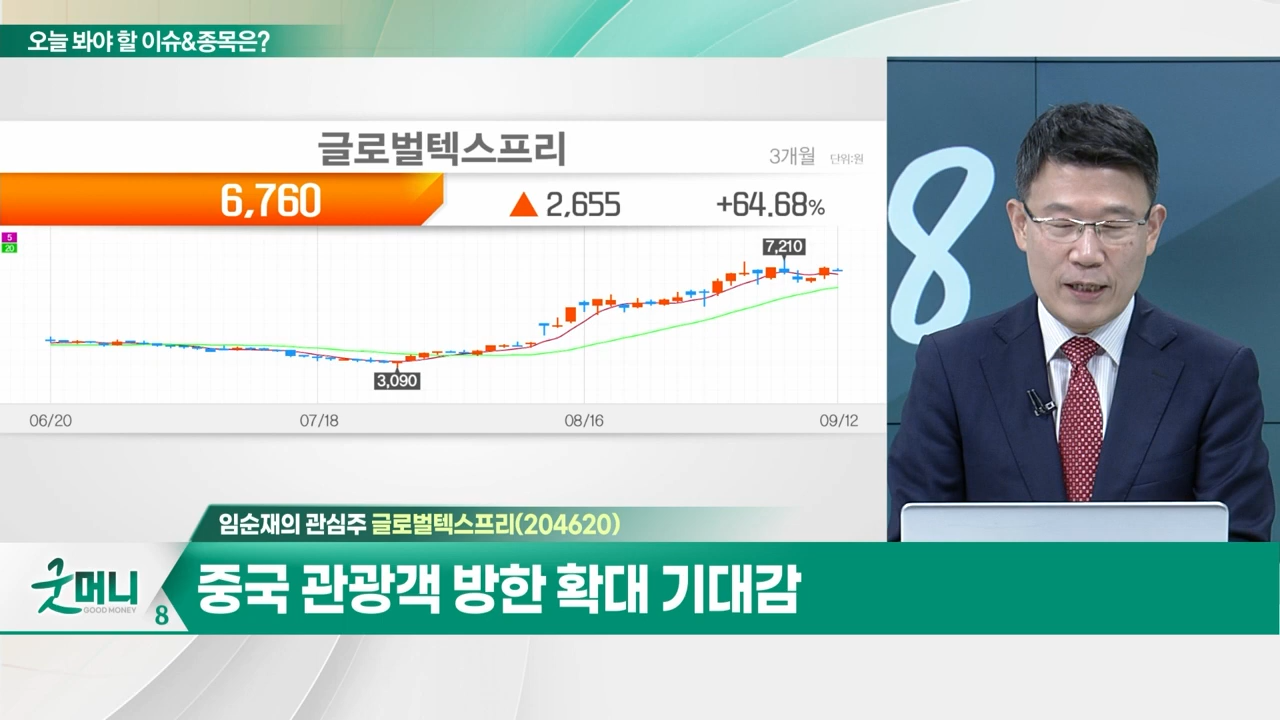 오늘 봐야 할 이슈&종목은?
글로벌텍스프리
3개월 단위:원
6,760 ▲ 2,655 +64.68%
5
20
7,210
3,090
06/20 07/18 08/16 09/12
8
임순재의 관심주 글로벌텍스프리(204620)
굿머니
GOOD MONEY
8
중국 관광객 방한 확대 기대감